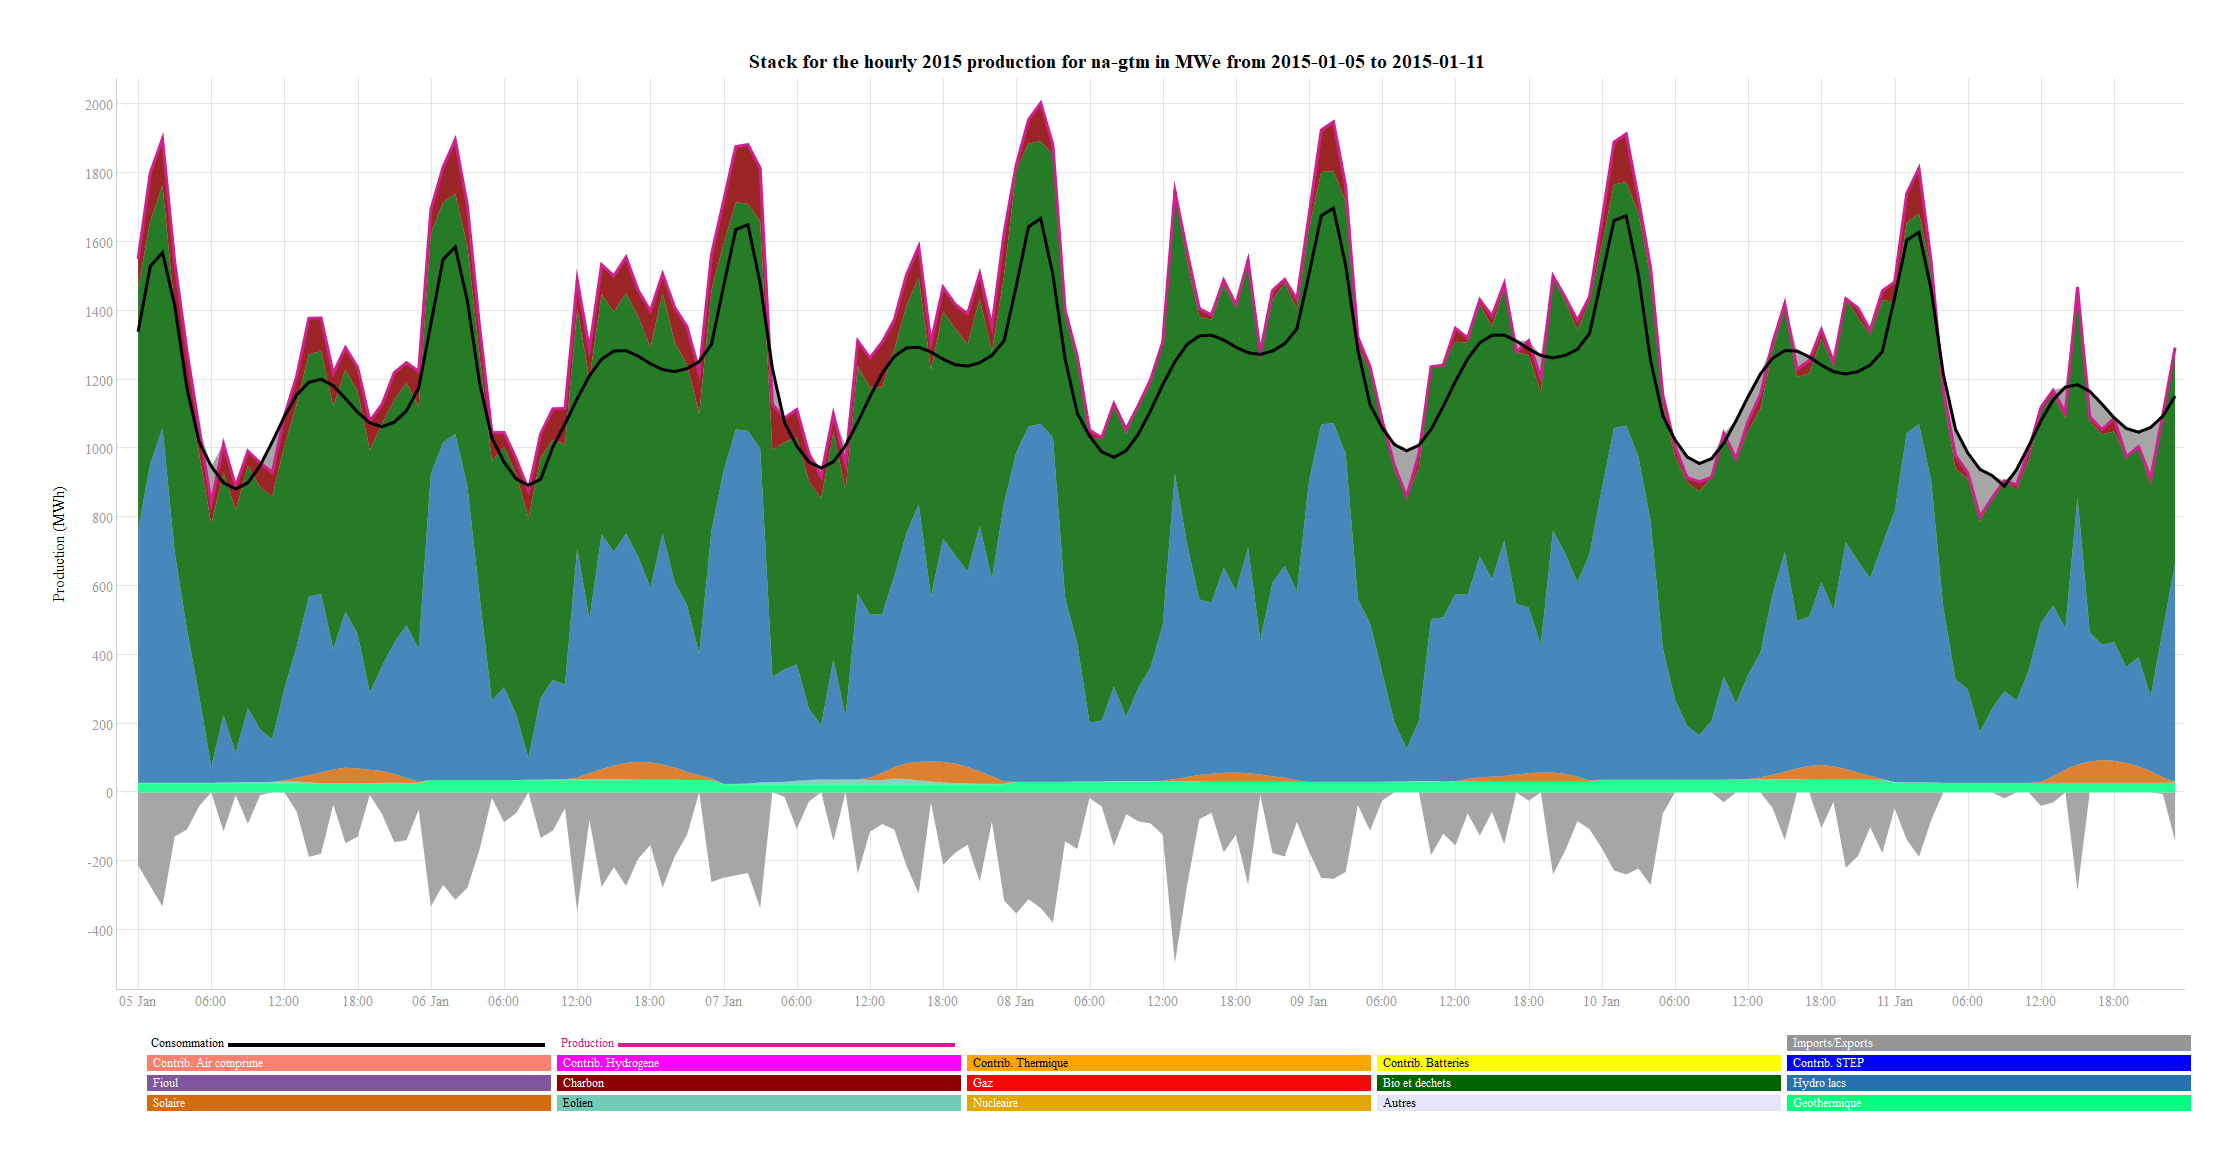 Stack for the hourly 2015 production for na-gtm in MWe from 2015-01-05 to 2015-01-11
Production (MWh)
2000
1800
1600
1400
1200
1000
800
600
400
200
0
-200
-400
05 Jan 06:00 12:00 18:00 06 Jan 06:00 12:00 18:00 07 Jan 06:00 12:00 18:00 08 Jan 06:00 12:00 18:00 09 Jan 06:00 12:00 18:00 10 Jan 06:00 12:00 18:00 11 Jan 06:00 12:00 18:00
Consommation Production Imports/Exports
Contrib. Air comprime Contrib. Hydrogene Contrib. Thermique Contrib. Batteries Contrib. STEP
Fioul Charbon Gaz Bio et dechets Hydro lacs
Solaire Eolien Nucleaire Autres Geothermique